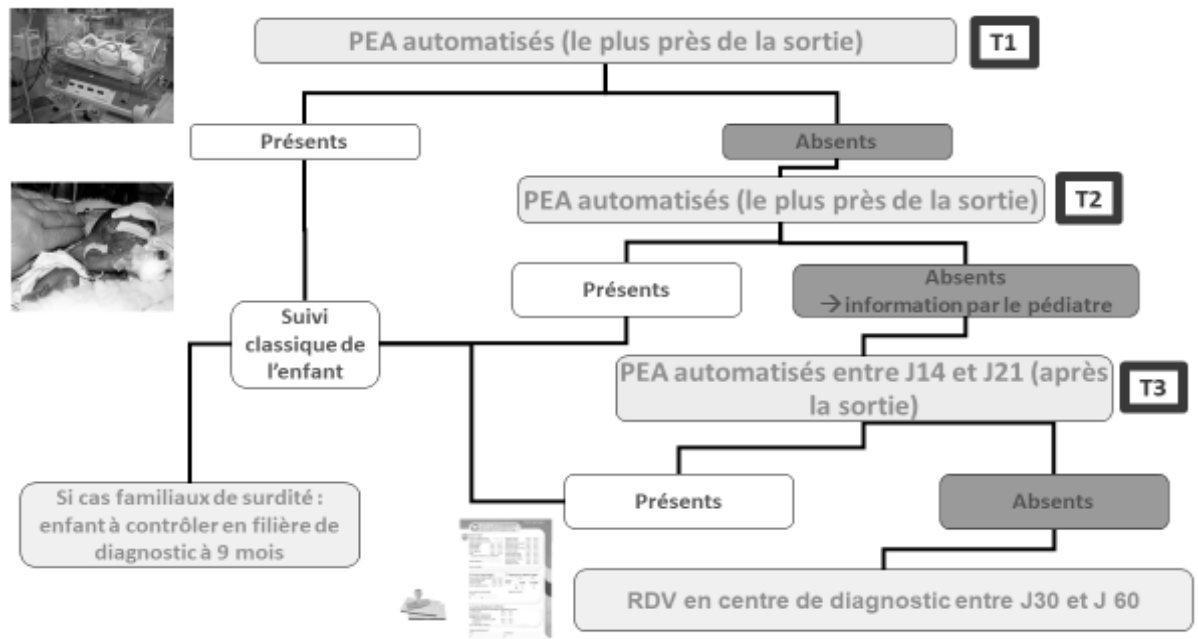 PEA automatisés (le plus près de la sortie)
T1
Présents
Absents
PEA automatisés (le plus près de la sortie)
T2
Présents
Absents
→information par le pédiatre
Suivi
classique de
l'enfant
PEA automatisés entre J14 et J21 (après
la sortie)
T3
Si cas familiaux de surdité :
enfant à contrôler en filière de
diagnostic à 9 mois
Présents
Absents
RDV en centre de diagnostic entre J30 et J 60